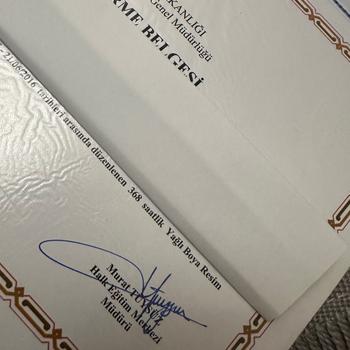 KANLIĞI
Genel Müdürlüğü
RME BELGESİ
21/06/2016 tarihleri arasında düzenlenen 368 saatlik Yağlı Boya Resim
Murat
Halk Eğitim Merkezi
Müdürü